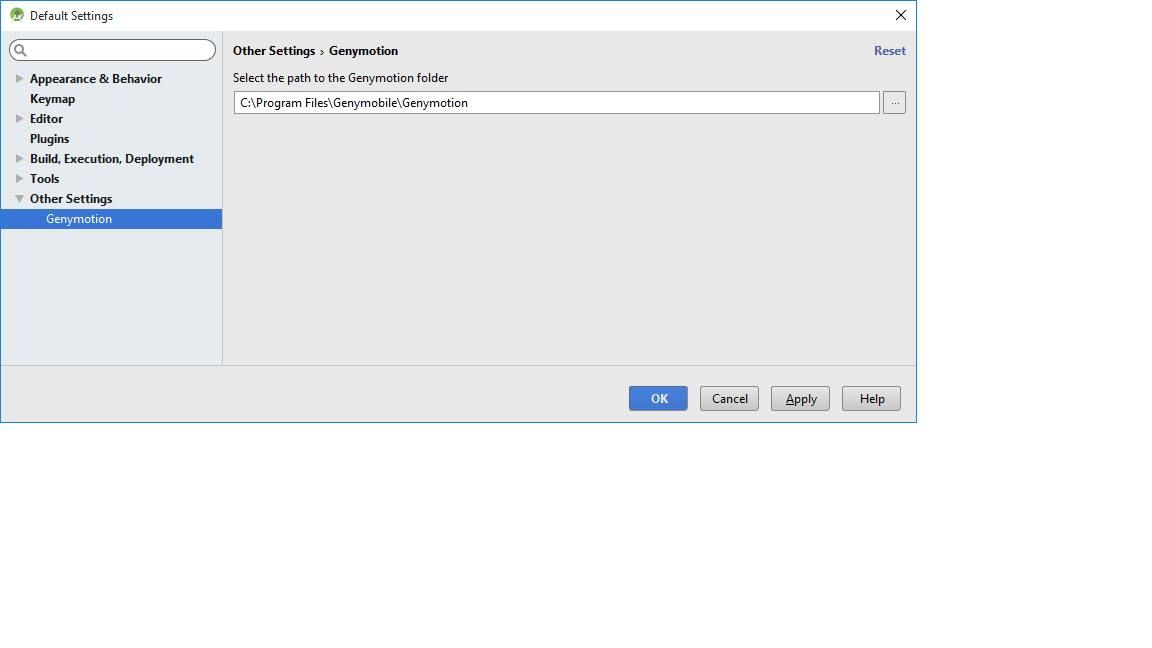 Default Settings
Appearance & Behavior
Keymap
Editor
Plugins
Build, Execution, Deployment
Tools
Other Settings
Genymotion
Other Settings › Genymotion
Reset
Select the path to the Genymotion folder
C:\Program Files\Genymobile\Genymotion
...
OK
Cancel
Apply
Help